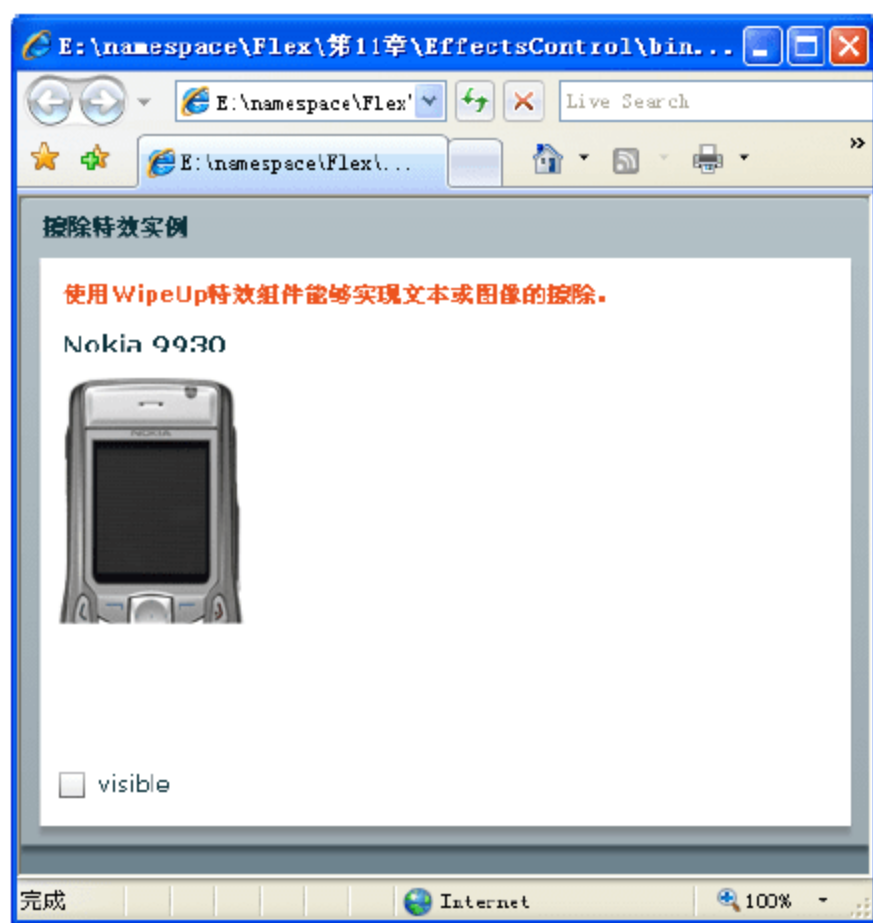 E:\namespace\Flex\第11章\EffectsControl\bin...
E:\namespace\Flex'
Live Search
E:\namespace\Flex\...
»
擦除特效实例
使用WipeUp特效组件能够实现文本或图像的擦除。
Nokia 9930
NOKIA
visible
完成
Internet
100%